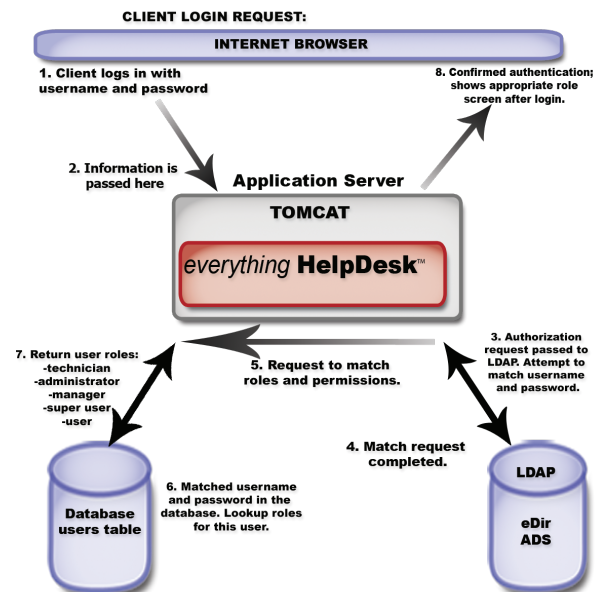 CLIENT LOGIN REQUEST:
INTERNET BROWSER
1. Client logs in with
username and password
8. Confirmed authentication;
shows appropriate role
screen after login.
2. Information is
passed here
Application Server
TOMCAT
everything HelpDesk™
3. Authorization
request passed to
LDAP. Attempt to
match username
and password.
7. Return user roles:
-technician
-administrator
-manager
-super user
-user
5. Request to match
roles and permissions.
4. Match request
completed.
6. Matched username
and password in the
database. Lookup roles
for this user.
Database
users table
LDAP
eDir
ADS